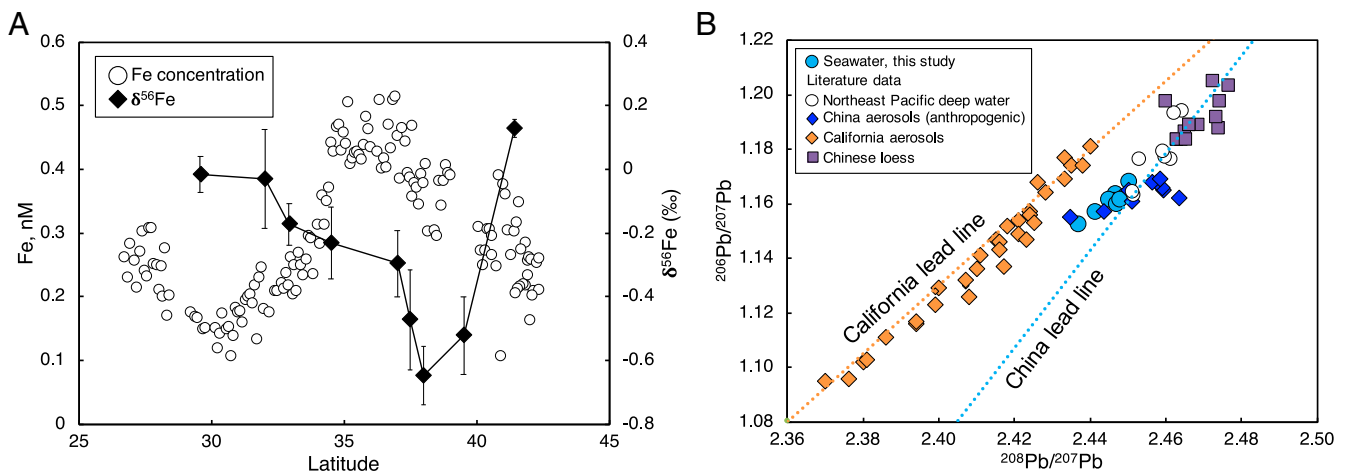 A
Fe, nM
0.6
0.5
0.4
0.3
0.2
0.1
0
Fe concentration
δ⁵⁶Fe
0.4
0.2
0
-0.2
-0.4
-0.6
-0.8
δ⁵⁶Fe (‰)
25 30 35 40 45
Latitude
B
²⁰⁶Pb/²⁰⁷Pb
1.22
1.20
1.18
1.16
1.14
1.12
1.10
1.08
Seawater, this study
Literature data
Northeast Pacific deep water
China aerosols (anthropogenic)
California aerosols
Chinese loess
California lead line
China lead line
2.36 2.38 2.40 2.42 2.44 2.46 2.48 2.50
²⁰⁸Pb/²⁰⁷Pb